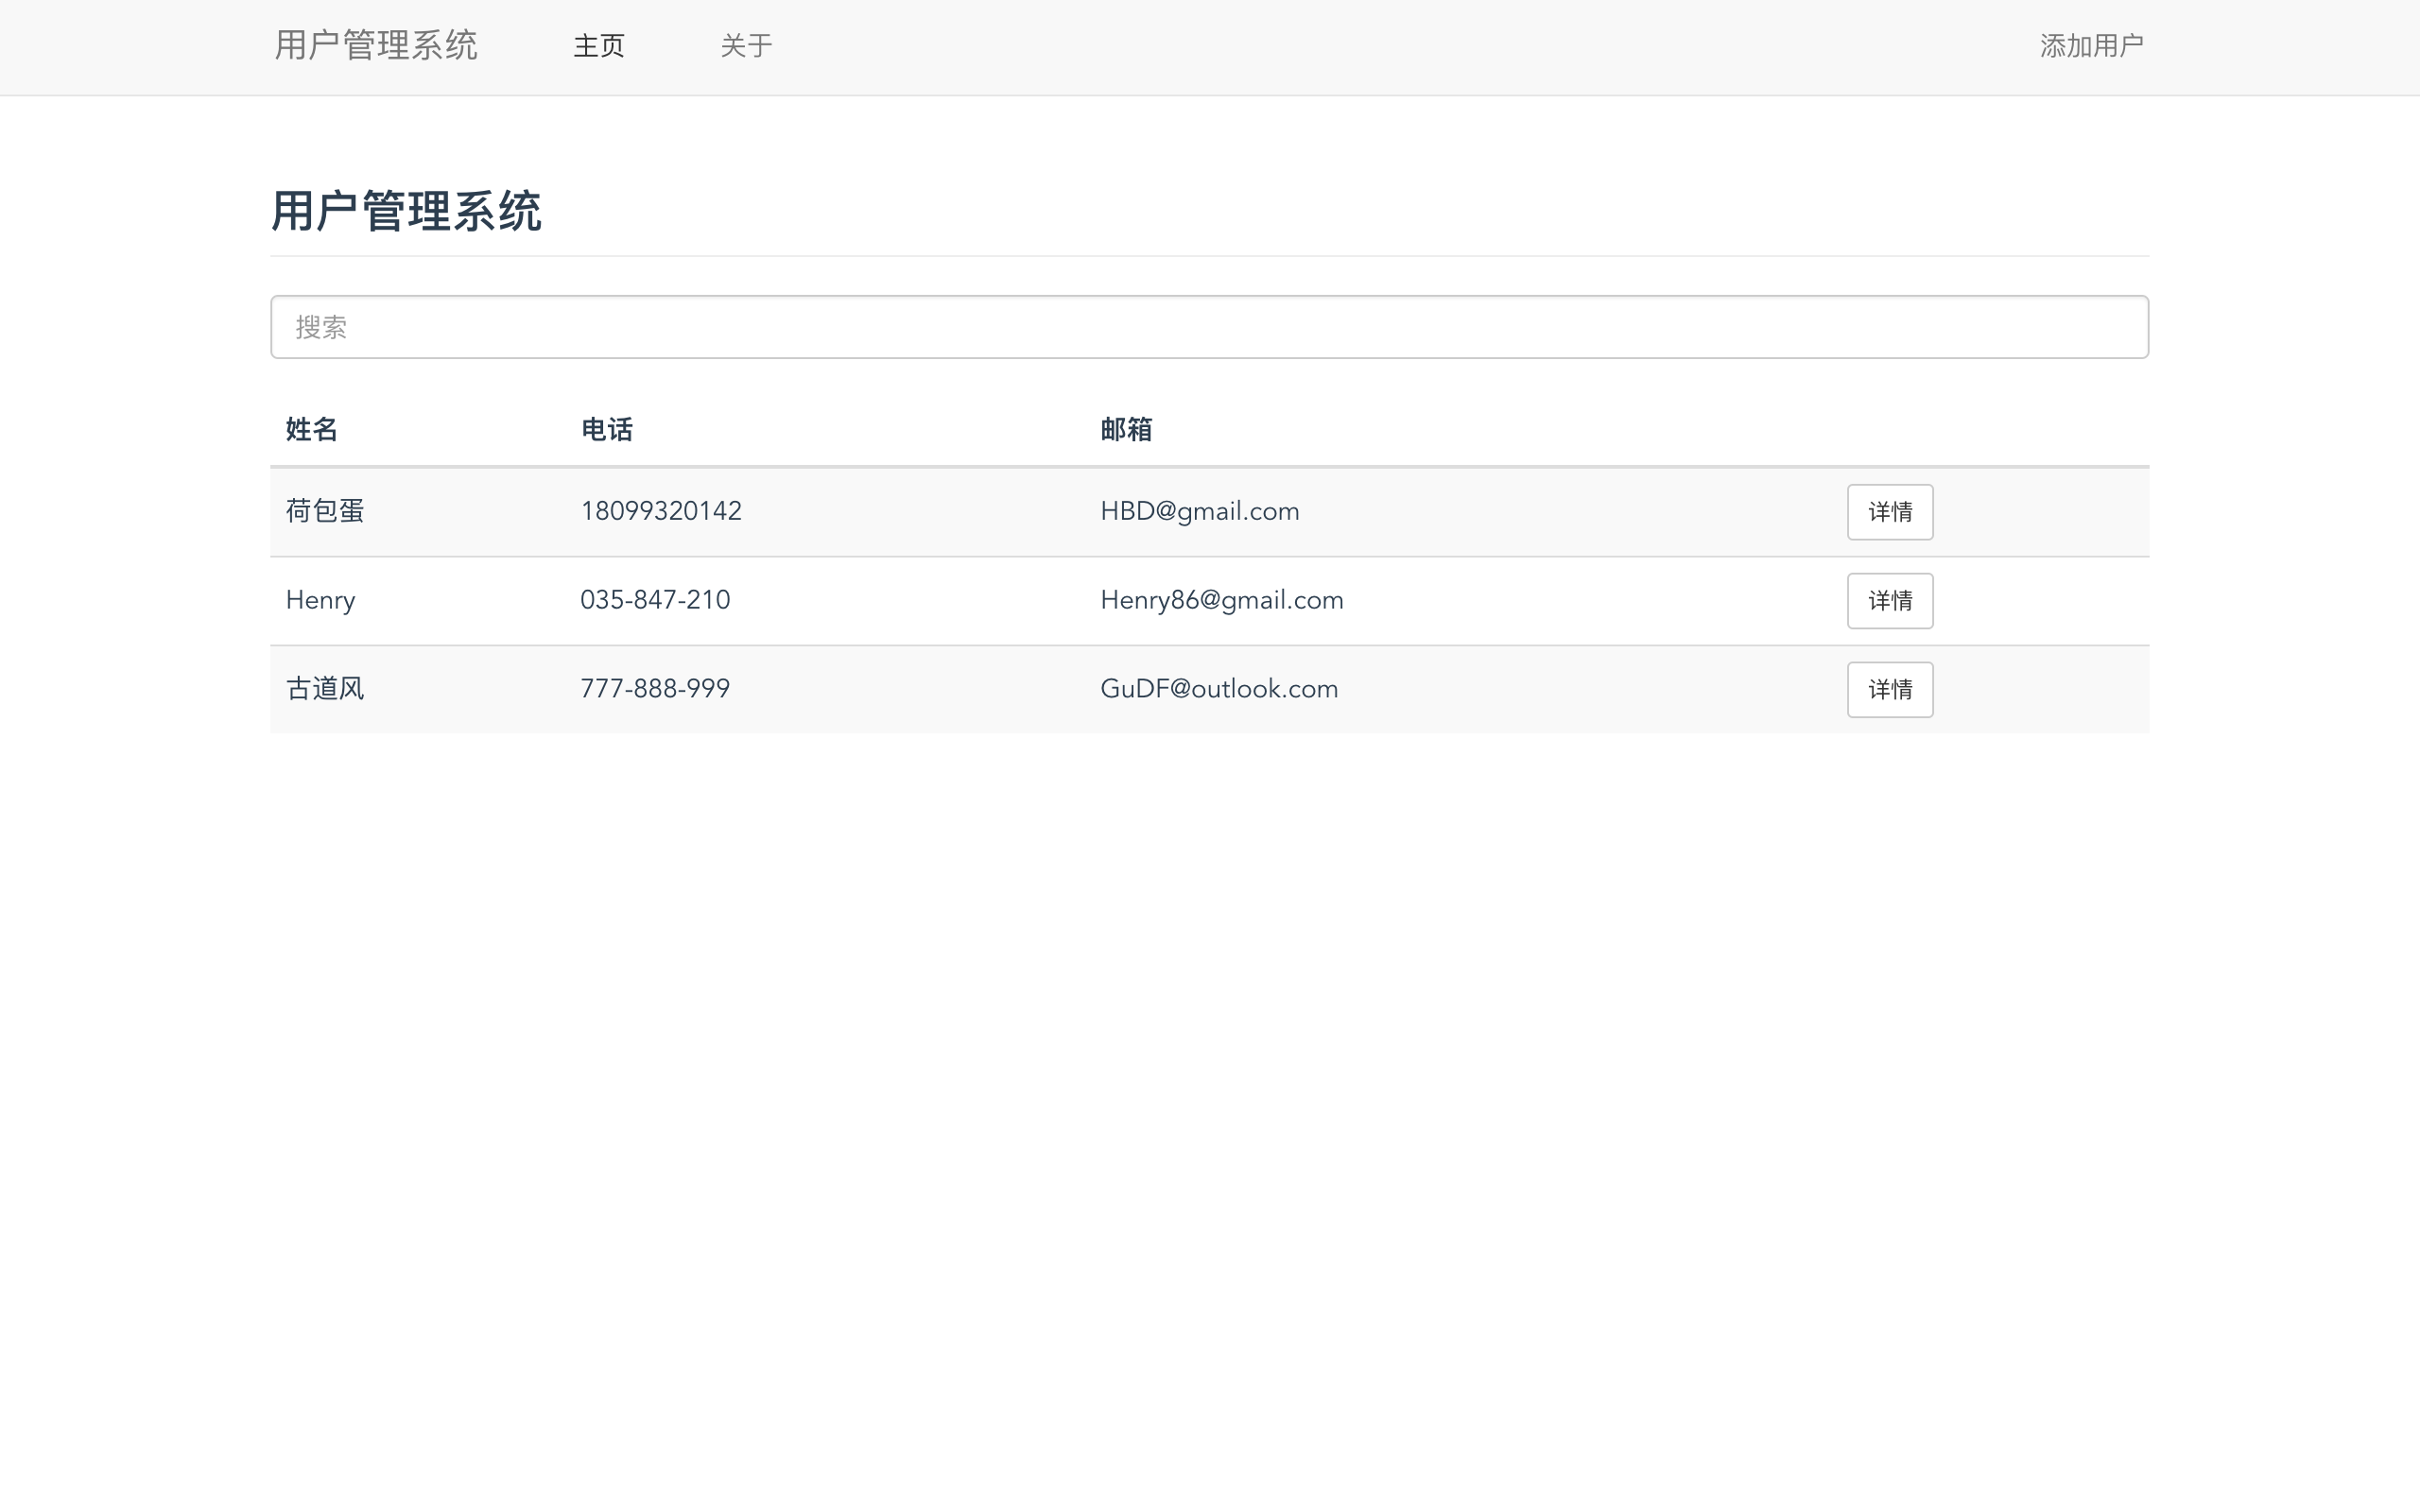 用户管理系统 主页 关于 添加用户
用户管理系统
搜索
姓名 电话 邮箱
荷包蛋 18099320142 HBD@gmail.com 详情
Henry 035-847-210 Henry86@gmail.com 详情
古道风 777-888-999 GuDF@outlook.com 详情